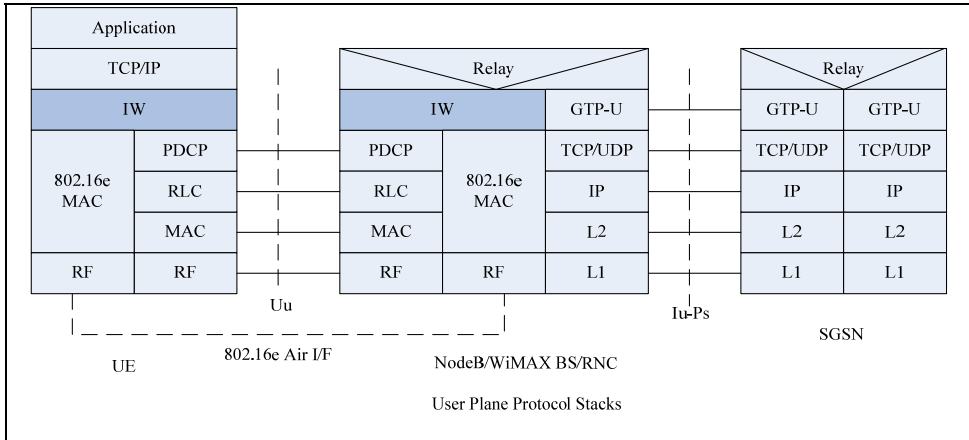 Application
TCP/IP
Relay
Relay
IW
IW
GTP-U
GTP-U
GTP-U
802.16e
MAC
PDCP
PDCP
802.16e
MAC
TCP/UDP
TCP/UDP
TCP/UDP
RLC
RLC
IP
IP
IP
MAC
MAC
L2
L2
L2
RF
RF
RF
RF
L1
L1
L1
Uu
Iu-Ps
802.16e Air I/F
SGSN
UE
NodeB/WiMAX BS/RNC
User Plane Protocol Stacks